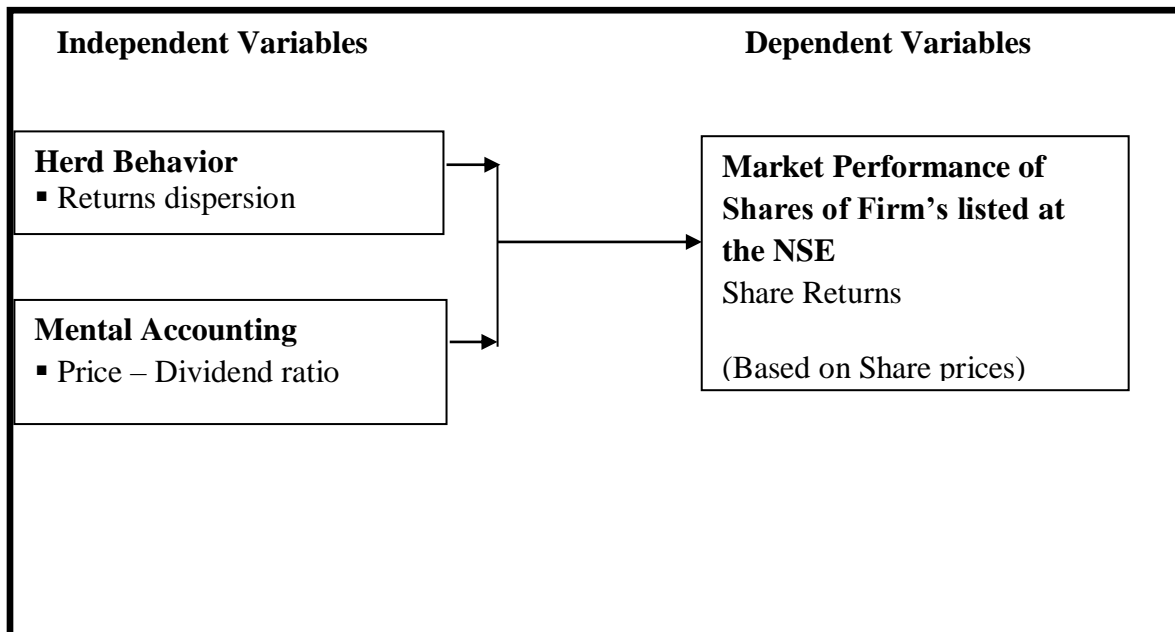 Independent Variables
Dependent Variables
Herd Behavior
▪ Returns dispersion
Mental Accounting
▪ Price – Dividend ratio
Market Performance of
Shares of Firm's listed at
the NSE
Share Returns
(Based on Share prices)